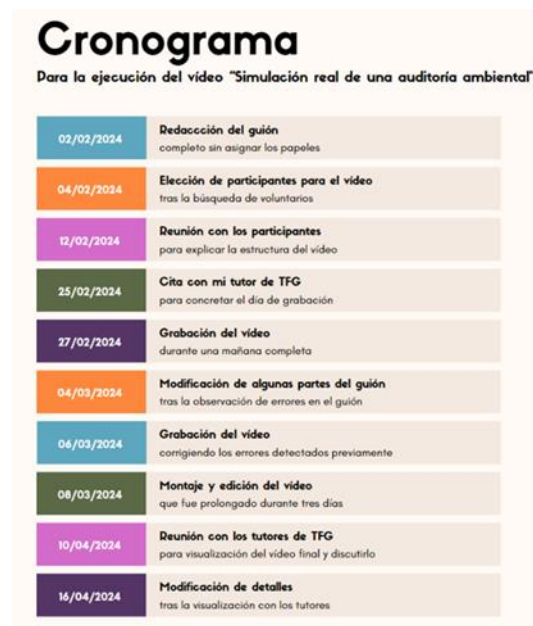 Cronograma
Para la ejecución del vídeo "Simulación real de una auditoría ambiental"
02/02/2024
Redaccción del guión
completo sin asignar los papeles
04/02/2024
Elección de participantes para el vídeo
tras la búsqueda de voluntarios
12/02/2024
Reunión con los participantes
para explicar la estructura del vídeo
25/02/2024
Cita con mi tutor de TFG
para concretar el día de grabación
27/02/2024
Grabación del vídeo
durante una mañana completa
04/03/2024
Modificación de algunas partes del guión
tras la observación de errores en el guión
06/03/2024
Grabación del vídeo
corrigiendo los errores detectados previamente
08/03/2024
Montaje y edición del vídeo
que fue prolongado durante tres días
10/04/2024
Reunión con los tutores de TFG
para visualización del vídeo final y discutirlo
16/04/2024
Modificación de detalles
tras la visualización con los tutores